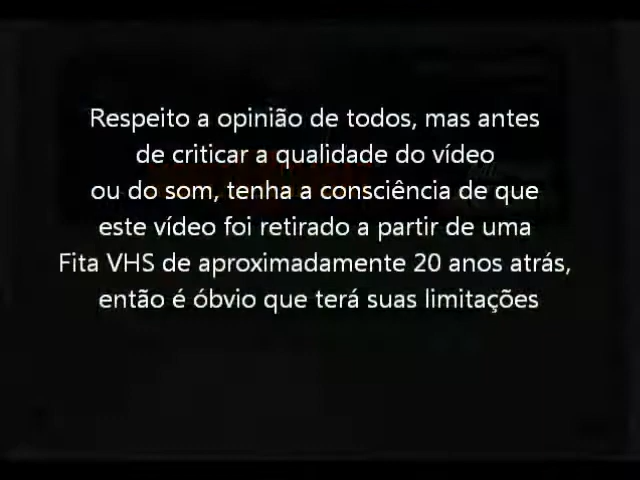 Respeito a opinião de todos, mas antes
de criticar a qualidade do vídeo
ou do som, tenha a consciência de que
este vídeo foi retirado a partir de uma
Fita VHS de aproximadamente 20 anos atrás,
então é óbvio que terá suas limitações